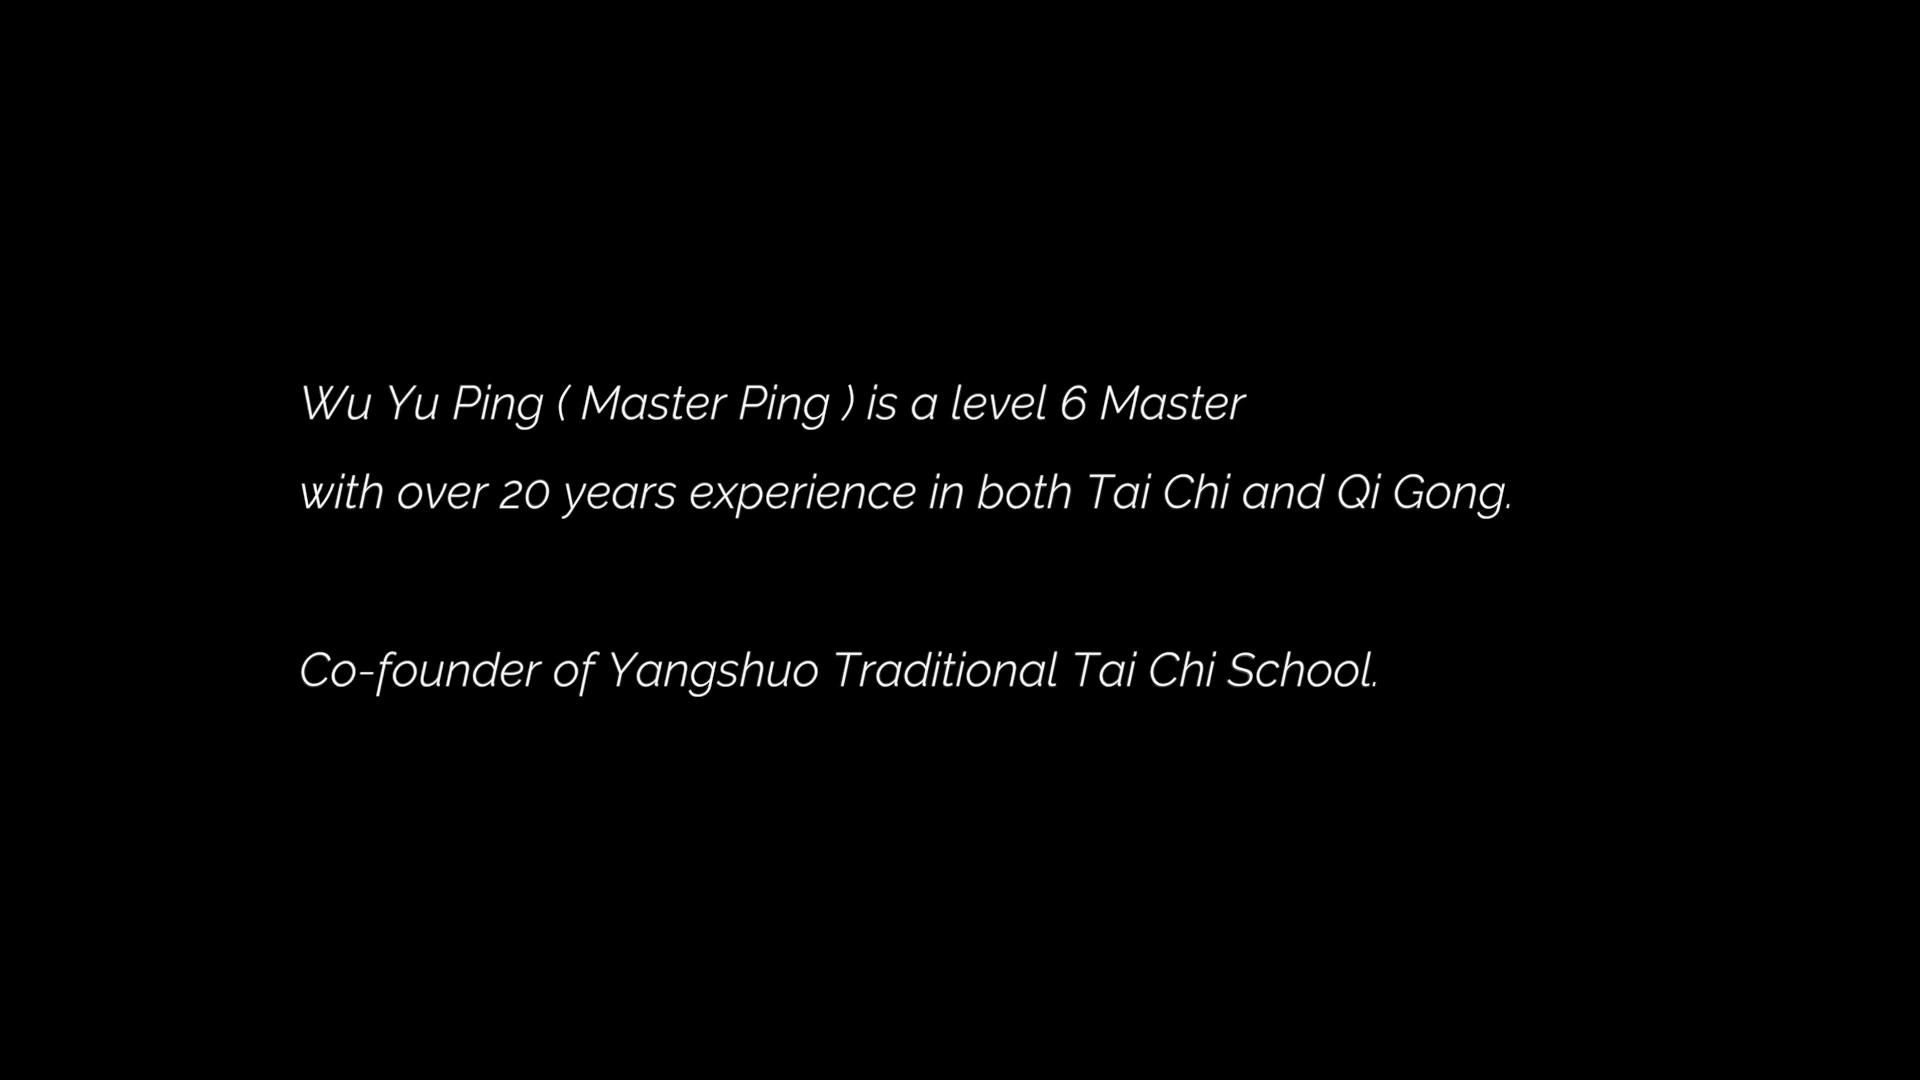 Wu Yu Ping ( Master Ping ) is a level 6 Master
with over 20 years experience in both Tai Chi and Qi Gong.
Co-founder of Yangshuo Traditional Tai Chi School.